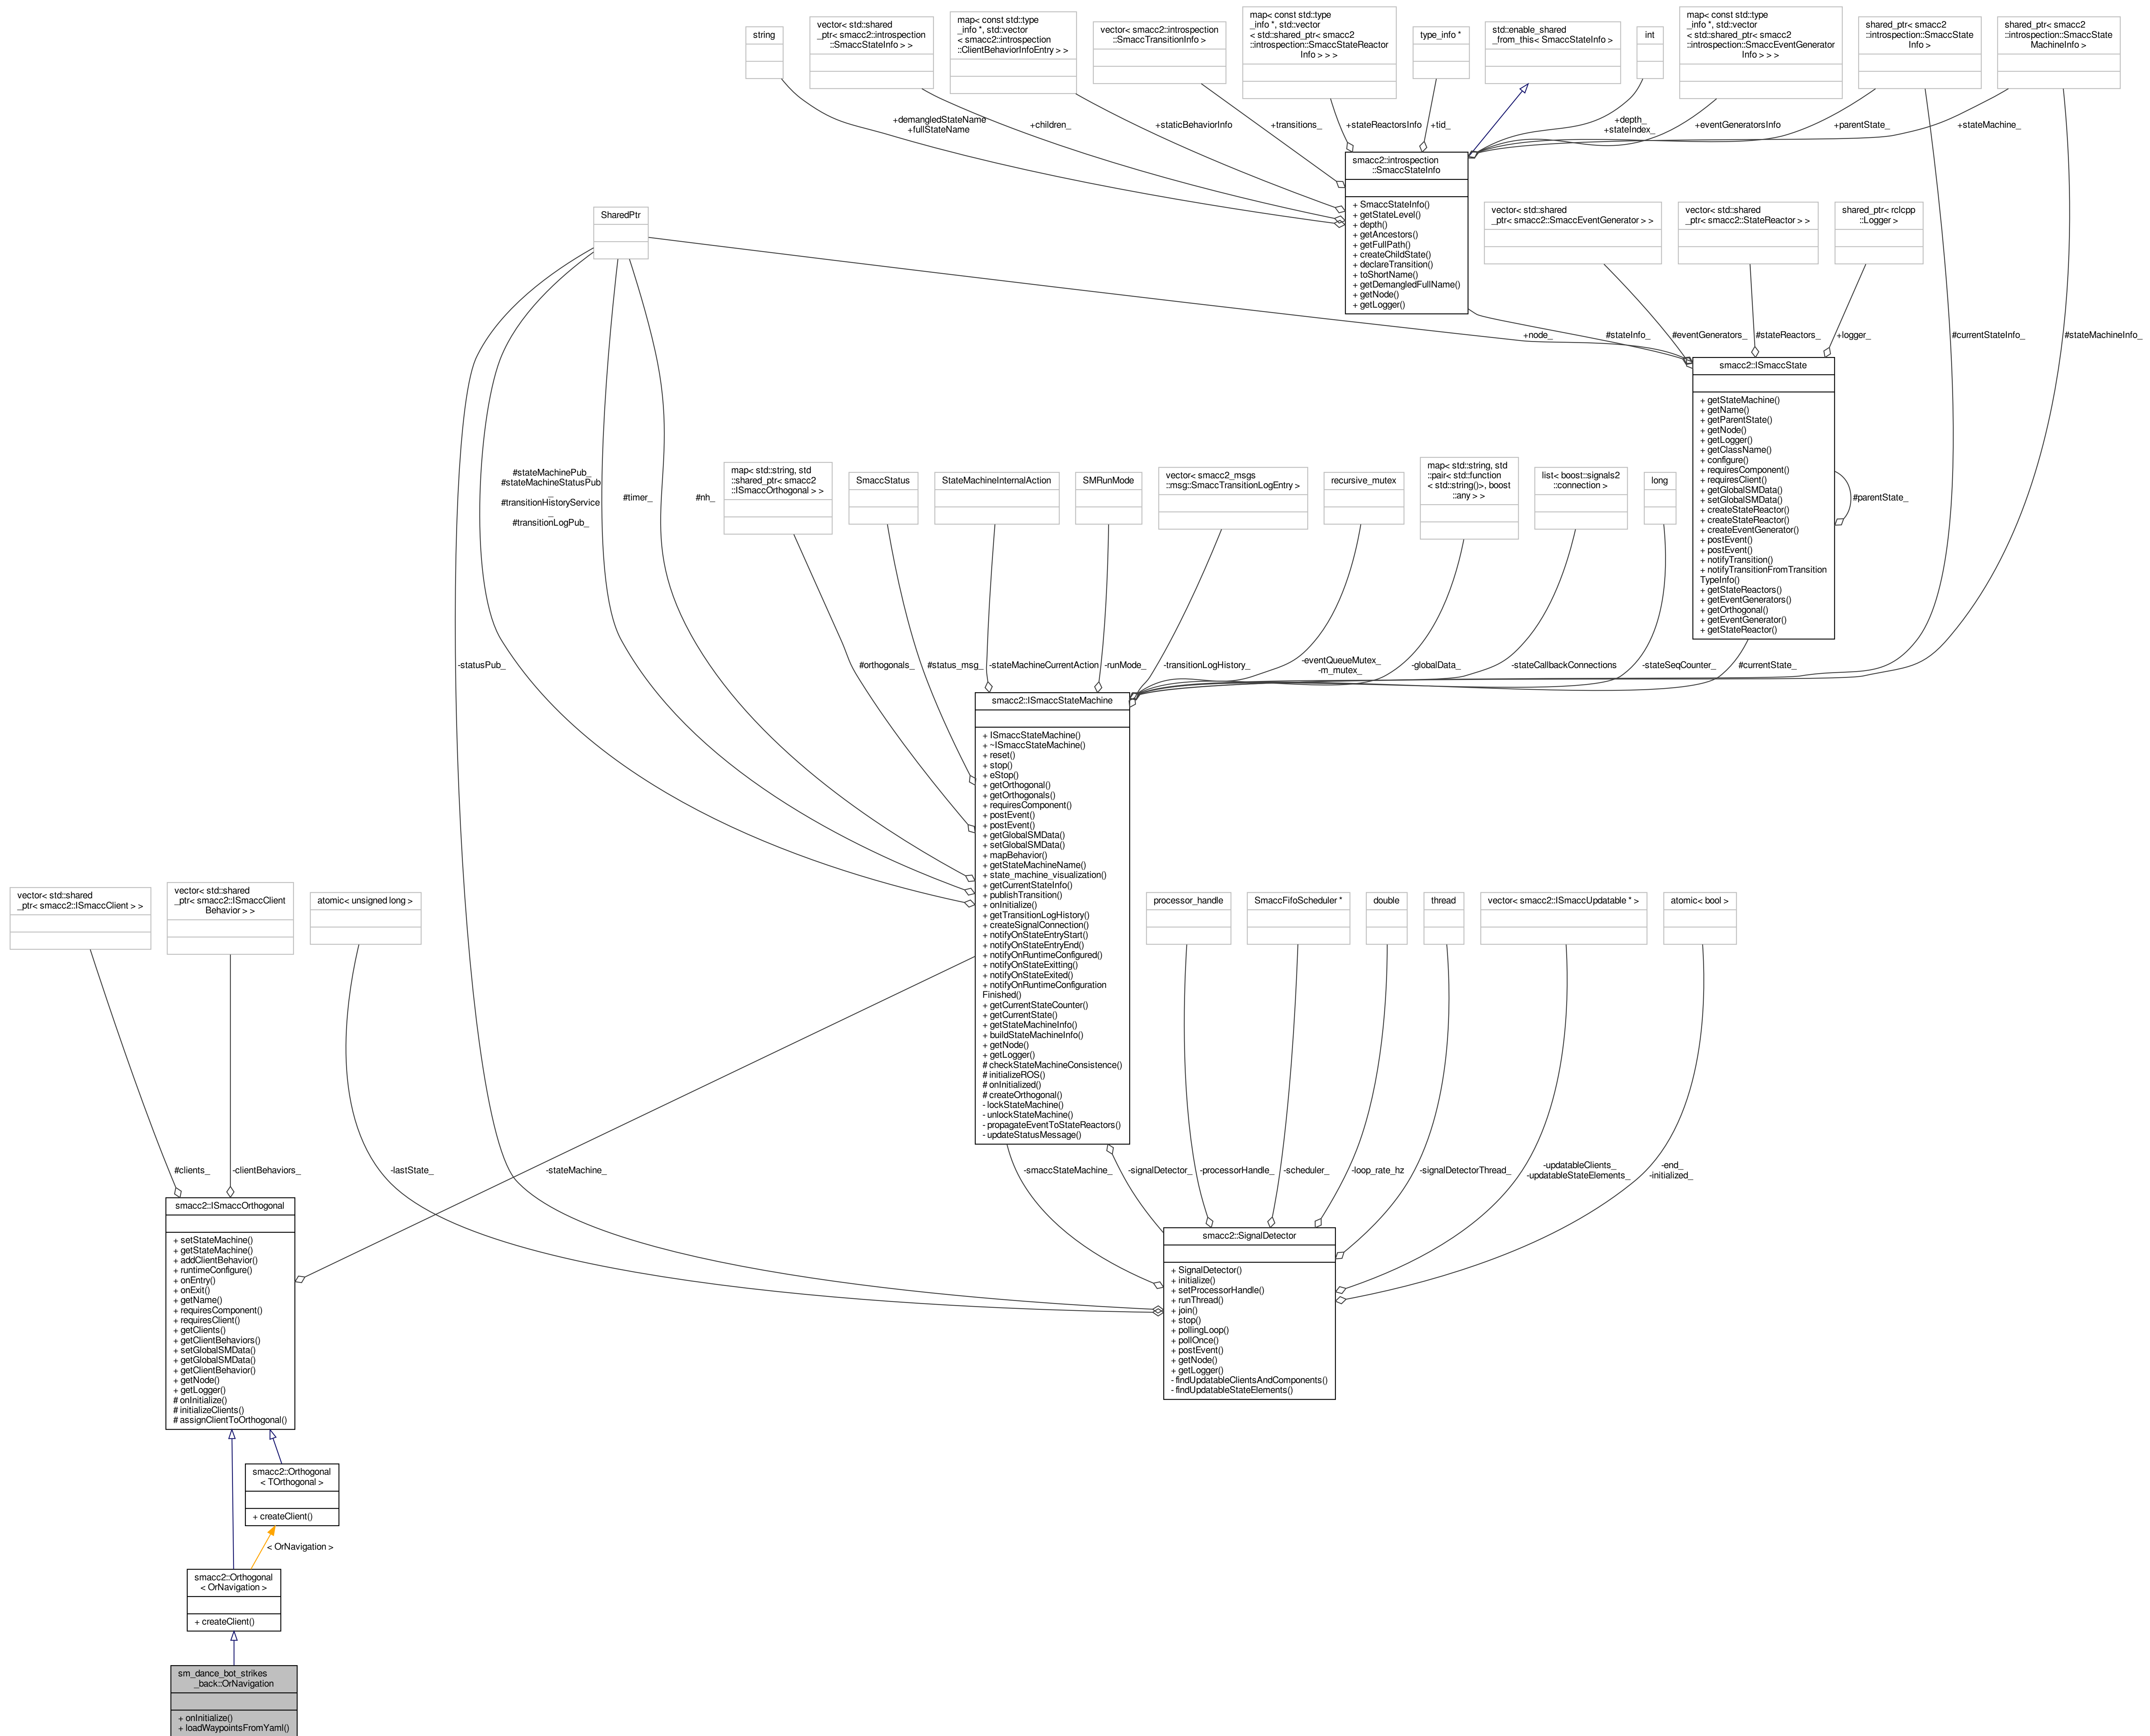 string
vector< std::shared
_ptr< smacc2::introspection
::SmaccStateInfo > >
map< const std::type
_info *, std::vector
< smacc2::introspection
::ClientBehaviorInfoEntry > >
vector< smacc2::introspection
::SmaccTransitionInfo >
map< const std::type
_info *, std::vector
< std::shared_ptr< smacc2
::introspection::SmaccStateReactor
Info > > >
type_info *
std::enable_shared
_from_this< SmaccStateInfo >
int
map< const std::type
_info *, std::vector
< std::shared_ptr< smacc2
::introspection::SmaccEventGenerator
Info > > >
shared_ptr< smacc2
::introspection::SmaccState
Info >
shared_ptr< smacc2
::introspection::SmaccState
MachineInfo >
+demangledStateName
+fullStateName
+children_
+staticBehaviorInfo
+transitions_
+stateReactorsInfo
+tid_
+depth_
+stateIndex_
+eventGeneratorsInfo
+parentState_
+stateMachine_
smacc2::introspection
::SmaccStateInfo
+ SmaccStateInfo()
+ getStateLevel()
+ depth()
+ getAncestors()
+ getFullPath()
+ createChildState()
+ declareTransition()
+ toShortName()
+ getDemangledFullName()
+ getNode()
+ getLogger()
SharedPtr
vector< std::shared
_ptr< smacc2::SmaccEventGenerator > >
vector< std::shared
_ptr< smacc2::StateReactor > >
shared_ptr< rclcpp
::Logger >
+node_
#stateInfo_
#eventGenerators_
#stateReactors_
+logger_
#currentStateInfo_
#stateMachineInfo_
smacc2::ISmaccState
+ getStateMachine()
+ getName()
+ getParentState()
+ getNode()
+ getLogger()
+ getClassName()
+ configure()
+ requiresComponent()
+ requiresClient()
+ getGlobalSMData()
+ setGlobalSMData()
+ createStateReactor()
+ createStateReactor()
+ createEventGenerator()
+ postEvent()
+ postEvent()
+ notifyTransition()
+ notifyTransitionFromTransition
TypeInfo()
+ getStateReactors()
+ getEventGenerators()
+ getOrthogonal()
+ getEventGenerator()
+ getStateReactor()
#parentState_
#stateMachinePub_
#stateMachineStatusPub
_
#transitionHistoryService
_
#transitionLogPub_
#timer_
#nh_
map< std::string, std
::shared_ptr< smacc2
::ISmaccOrthogonal > >
SmaccStatus
StateMachineInternalAction
SMRunMode
vector< smacc2_msgs
::msg::SmaccTransitionLogEntry >
recursive_mutex
map< std::string, std
::pair< std::function
< std::string()>, boost
::any > >
list< boost::signals2
::connection >
long
-statusPub_
#orthogonals_
#status_msg_
-stateMachineCurrentAction
-runMode_
-transitionLogHistory_
-eventQueueMutex_
-m_mutex_
-globalData_
-stateCallbackConnections
-stateSeqCounter_
#currentState_
smacc2::ISmaccStateMachine
+ ISmaccStateMachine()
+ ~ISmaccStateMachine()
+ reset()
+ stop()
+ eStop()
+ getOrthogonal()
+ getOrthogonals()
+ requiresComponent()
+ postEvent()
+ postEvent()
+ getGlobalSMData()
+ setGlobalSMData()
+ mapBehavior()
+ getStateMachineName()
+ state_machine_visualization()
+ getCurrentStateInfo()
+ publishTransition()
+ onInitialize()
+ getTransitionLogHistory()
+ createSignalConnection()
+ notifyOnStateEntryStart()
+ notifyOnStateEntryEnd()
+ notifyOnRuntimeConfigured()
+ notifyOnStateExitting()
+ notifyOnStateExited()
+ notifyOnRuntimeConfiguration
Finished()
+ getCurrentStateCounter()
+ getCurrentState()
+ getStateMachineInfo()
+ buildStateMachineInfo()
+ getNode()
+ getLogger()
# checkStateMachineConsistence()
# initializeROS()
# onInitialized()
# createOrthogonal()
- lockStateMachine()
- unlockStateMachine()
- propagateEventToStateReactors()
- updateStatusMessage()
vector< std::shared
_ptr< smacc2::ISmaccClient > >
vector< std::shared
_ptr< smacc2::ISmaccClient
Behavior > >
atomic< unsigned long >
processor_handle
SmaccFifoScheduler *
double
thread
vector< smacc2::ISmaccUpdatable * >
atomic< bool >
#clients_
-clientBehaviors_
-lastState_
-stateMachine_
-smaccStateMachine_
-signalDetector_
-processorHandle_
-scheduler_
-loop_rate_hz
-signalDetectorThread_
-updatableClients_
-updatableStateElements_
-end_
-initialized_
smacc2::ISmaccOrthogonal
+ setStateMachine()
+ getStateMachine()
+ addClientBehavior()
+ runtimeConfigure()
+ onEntry()
+ onExit()
+ getName()
+ requiresComponent()
+ requiresClient()
+ getClients()
+ getClientBehaviors()
+ setGlobalSMData()
+ getGlobalSMData()
+ getClientBehavior()
+ getNode()
+ getLogger()
# onInitialize()
# initializeClients()
# assignClientToOrthogonal()
smacc2::SignalDetector
+ SignalDetector()
+ initialize()
+ setProcessorHandle()
+ runThread()
+ join()
+ stop()
+ pollingLoop()
+ pollOnce()
+ postEvent()
+ getNode()
+ getLogger()
- findUpdatableClientsAndComponents()
- findUpdatableStateElements()
smacc2::Orthogonal
< TOrthogonal >
+ createClient()
< OrNavigation >
smacc2::Orthogonal
< OrNavigation >
+ createClient()
sm_dance_bot_strikes
_back::OrNavigation
+ onInitialize()
+ loadWaypointsFromYaml()